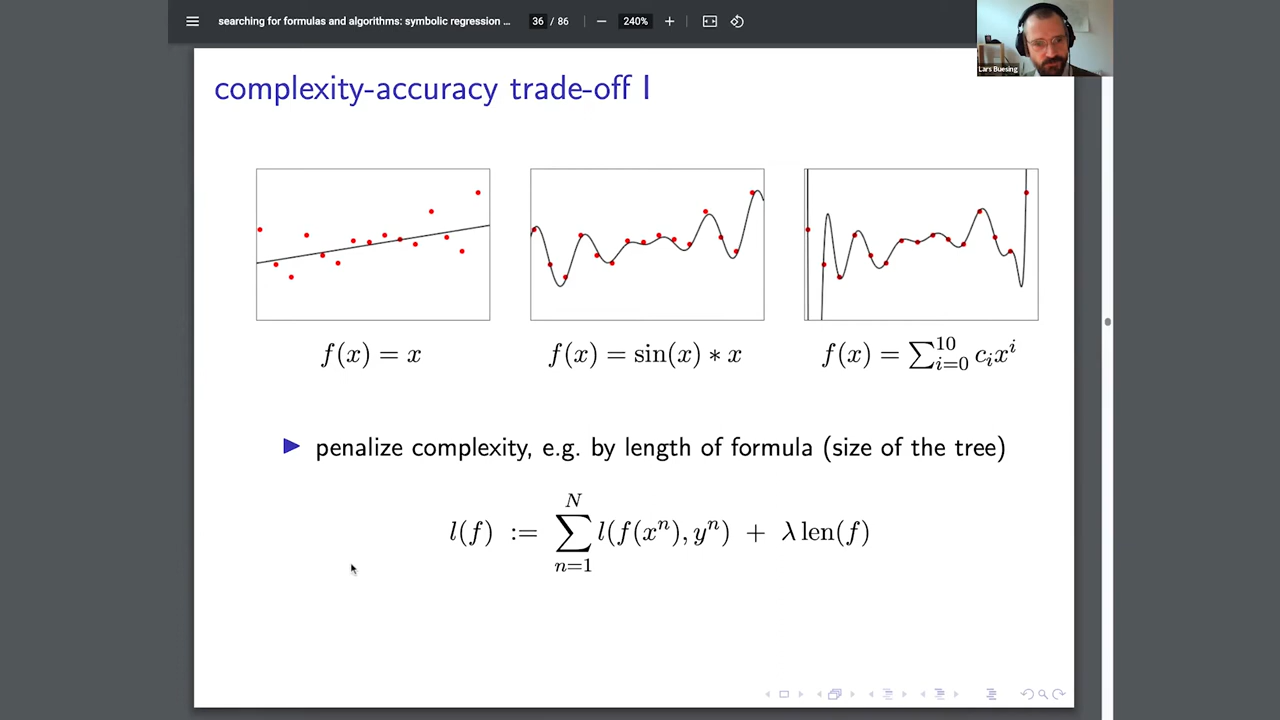 searching for formulas and algorithms: symbolic regression ...
36 / 86
240%
Lars Buesing
complexity-accuracy trade-off I
f(x) = x
f(x) = sin(x) ∗ x
f(x) = ∑_{i=0}^{10} c_i x^i
penalize complexity, e.g. by length of formula (size of the tree)
l(f) := ∑_{n=1}^{N} l(f(x^n), y^n) + λ len(f)